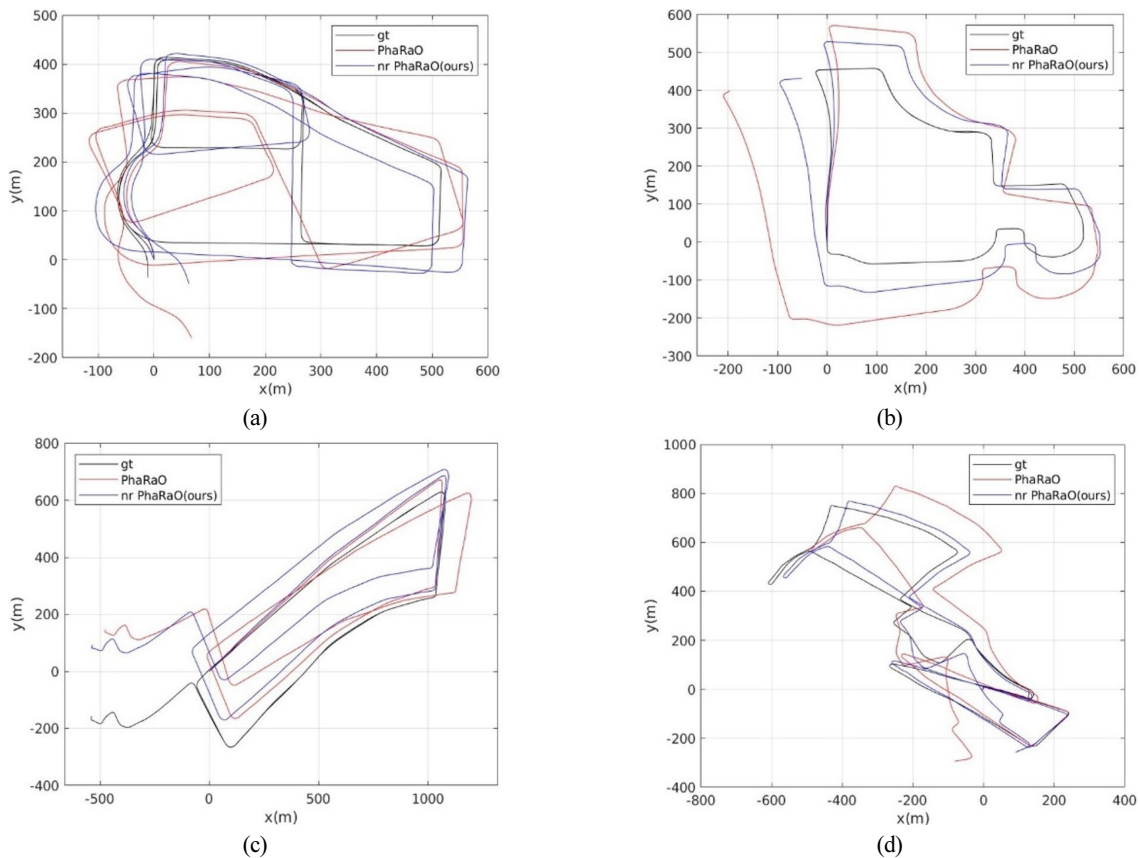 500
400
300
200
100
0
-100
-200
y(m)
-100 0 100 200 300 400 500 600
x(m)
gt
PhaRaO
nr PhaRaO(ours)
(a)
600
500
400
300
200
100
0
-100
-200
-300
y(m)
-200 -100 0 100 200 300 400 500 600
x(m)
gt
PhaRaO
nr PhaRaO(ours)
(b)
800
600
400
200
0
-200
-400
y(m)
-500 0 500 1000
x(m)
gt
PhaRaO
nr PhaRaO(ours)
(c)
1000
800
600
400
200
0
-200
-400
y(m)
-800 -600 -400 -200 0 200 400
x(m)
gt
PhaRaO
nr PhaRaO(ours)
(d)